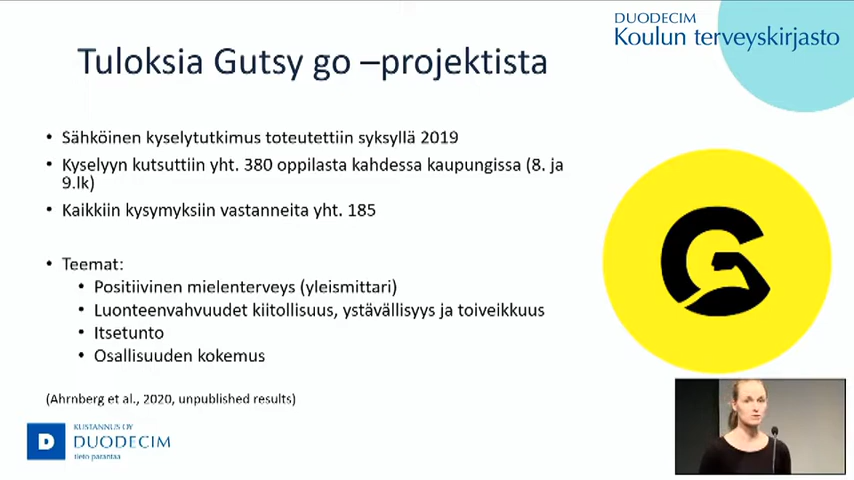 DUODECIM
Koulun terveyskirjasto
Tuloksia Gutsy go –projektista
• Sähköinen kyselytutkimus toteutettiin syksyllä 2019
• Kyselyyn kutsuttiin yht. 380 oppilasta kahdessa kaupungissa (8. ja
9.lk)
• Kaikkiin kysymyksiin vastanneita yht. 185
• Teemat:
• Positiivinen mielenterveys (yleismittari)
• Luonteenvahvuudet kiitollisuus, ystävällisyys ja toiveikkuus
• Itsetunto
• Osallisuuden kokemus
(Ahrnberg et al., 2020, unpublished results)
G
D
KUSTANNUS OY
DUODECIM
tieto parantaa